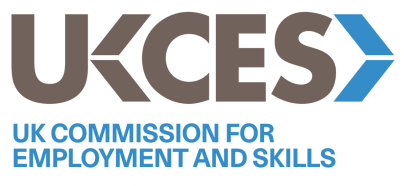 UKCES
UK COMMISSION FOR
EMPLOYMENT AND SKILLS